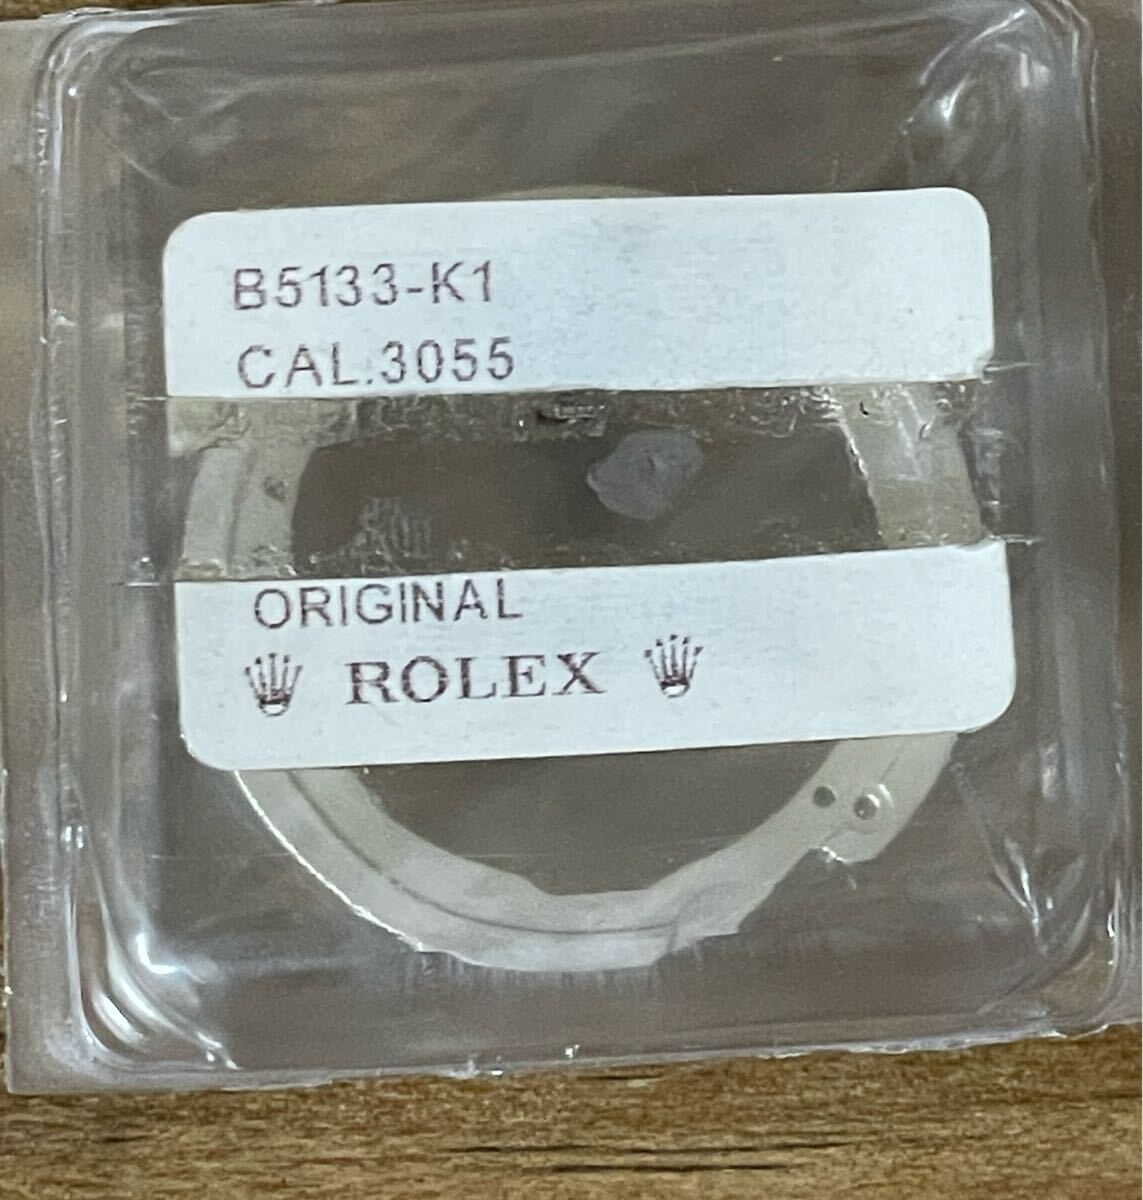 B5133-K1
CAL.3055
ORIGINAL
ROLEX